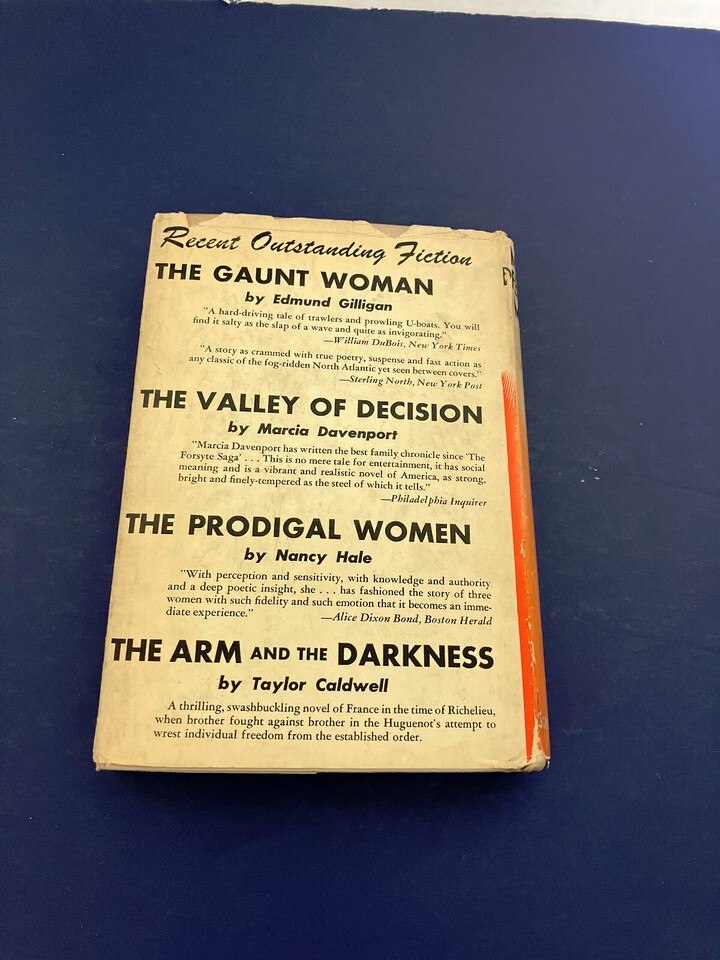 Recent Outstanding Fiction
THE GAUNT WOMAN
by Edmund Gilligan
"A hard-driving tale of trawlers and prowling U-boats. You will
find it salty as the slap of a wave and quite as invigorating."
—William DuBois, New York Times
"A story as crammed with true poetry, suspense and fast action as
any classic of the fog-ridden North Atlantic yet seen between covers."
—Sterling North, New York Post
THE VALLEY OF DECISION
by Marcia Davenport
"Marcia Davenport has written the best family chronicle since 'The
Forsyte Saga' . . . This is no mere tale for entertainment, it has social
meaning and is a vibrant and realistic novel of America, as strong,
bright and finely-tempered as the steel of which it tells."
—Philadelphia Inquirer
THE PRODIGAL WOMEN
by Nancy Hale
"With perception and sensitivity, with knowledge and authority
and a deep poetic insight, she . . . has fashioned the story of three
women with such fidelity and such emotion that it becomes an imme-
diate experience."
—Alice Dixon Bond, Boston Herald
THE ARM AND THE DARKNESS
by Taylor Caldwell
A thrilling, swashbuckling novel of France in the time of Richelieu,
when brother fought against brother in the Huguenot's attempt to
wrest individual freedom from the established order.